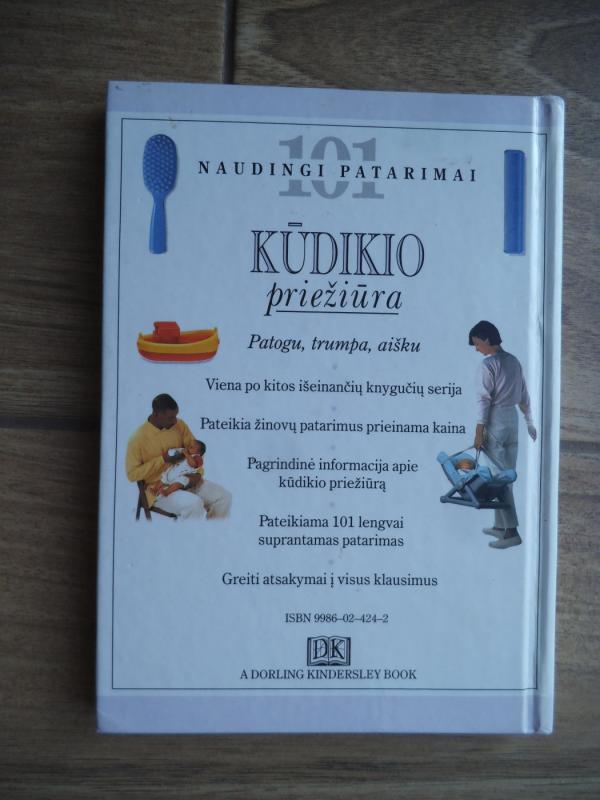 101
NAUDINGI PATARIMAI
KŪDIKIO
priežiūra
Patogu, trumpa, aišku
Viena po kitos išeinančių knygučių serija
Pateikia žinovų patarimus prieinama kaina
Pagrindinė informacija apie
kūdikio priežiūrą
Pateikiama 101 lengvai
suprantamas patarimas
Greiti atsakymai į visus klausimus
ISBN 9986–02–424–2
DK
A DORLING KINDERSLEY BOOK